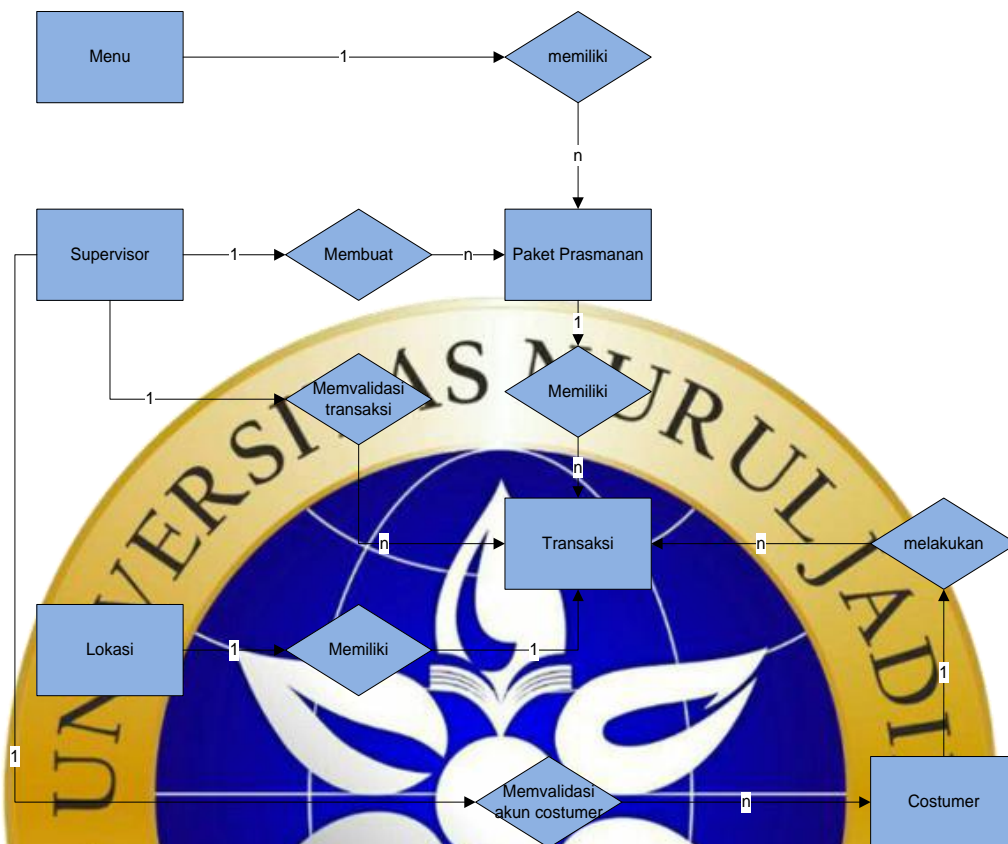 Menu
1
memiliki
n
Supervisor
1
Membuat
n
Paket Prasmanan
1
1
Memvalidasi
transaksi
Memiliki
n
n
Transaksi
n
melakukan
Lokasi
1
Memiliki
1
1
1
Memvalidasi
akun costumer
n
Costumer
UNIVERSITAS NURUL JADI